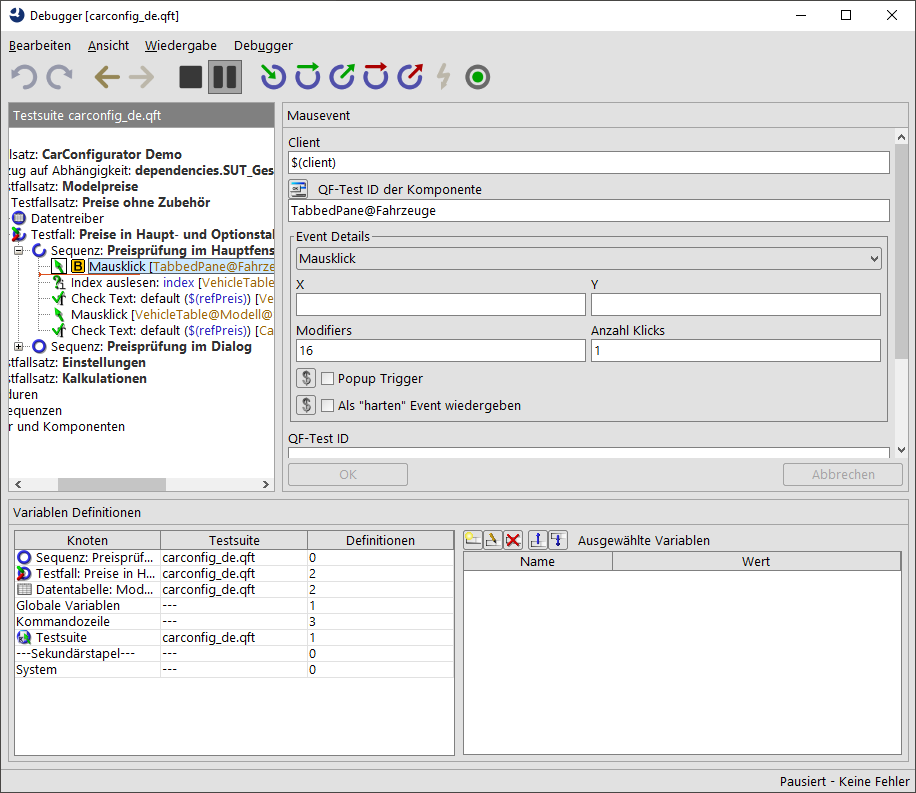 Debugger [carconfig_de.qft]
Bearbeiten Ansicht Wiedergabe Debugger
Testsuite carconfig_de.qft
llsatz: CarConfigurator Demo
zug auf Abhängigkeit: dependencies.SUT_Ges
stfallsatz: Modelpreise
Testfallsatz: Preise ohne Zubehör
Datentreiber
Testfall: Preise in Haupt- und Optionstal
Sequenz: Preisprüfung im Hauptfens
B Mausklick [TabbedPane@Fahrze
Index auslesen: index [VehicleTable
Check Text: default ($(refPreis)) [Ve
Mausklick [VehicleTable@Modell@
Check Text: default ($(refPreis)) [Ca
Sequenz: Preisprüfung im Dialog
stfallsatz: Einstellungen
stfallsatz: Kalkulationen
duren
equenzen
r und Komponenten
Mausevent
Client
$(client)
QF-Test ID der Komponente
TabbedPane@Fahrzeuge
Event Details
Mausklick
X Y
Modifiers Anzahl Klicks
16 1
$ Popup Trigger
$ Als "harten" Event wiedergeben
QF-Test ID
OK Abbrechen
Variablen Definitionen
Knoten Testsuite Definitionen
Sequenz: Preisprüf... carconfig_de.qft 0
Testfall: Preise in H... carconfig_de.qft 2
Datentabelle: Mod... carconfig_de.qft 2
Globale Variablen --- 1
Kommandozeile --- 3
Testsuite carconfig_de.qft 1
---Sekundärstapel--- --- 0
System --- 0
Ausgewählte Variablen
Name Wert
Pausiert - Keine Fehler